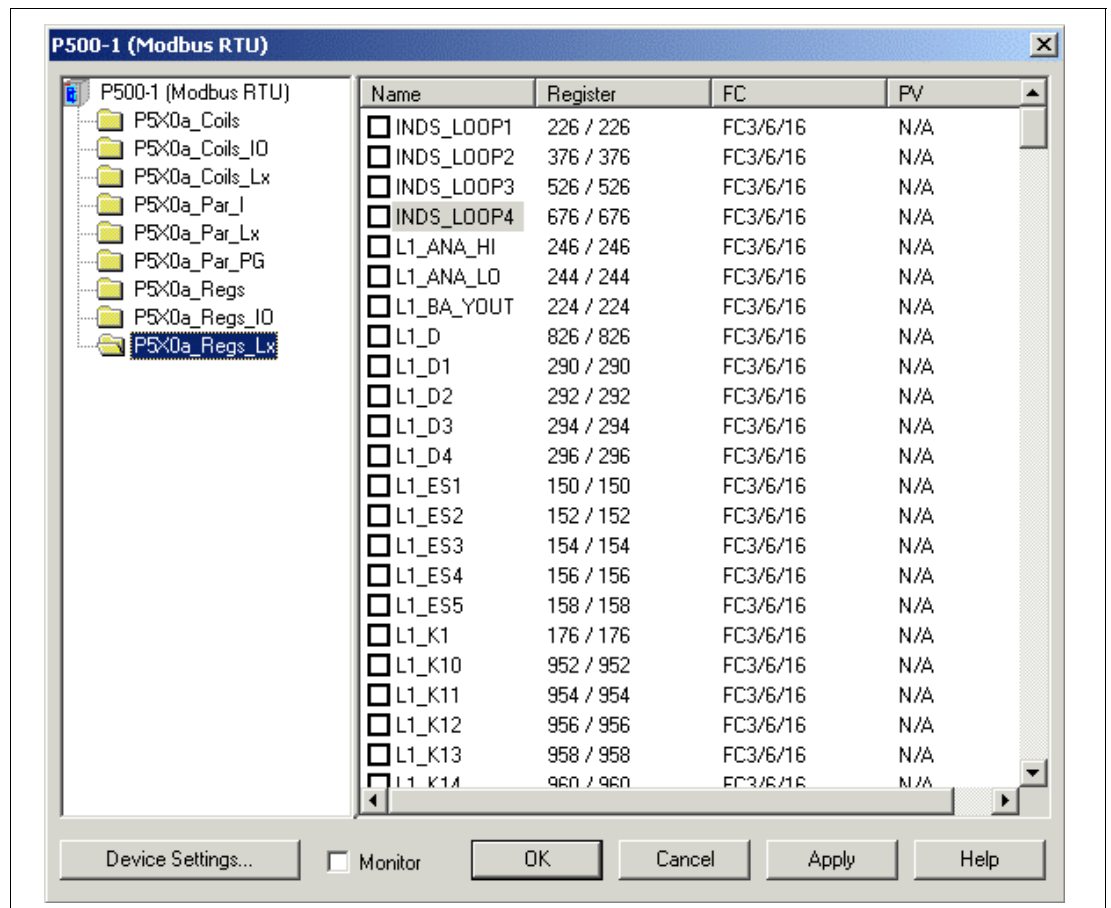 P500-1 (Modbus RTU)
P500-1 (Modbus RTU)
P5X0a_Coils
P5X0a_Coils_IO
P5X0a_Coils_Lx
P5X0a_Par_I
P5X0a_Par_Lx
P5X0a_Par_PG
P5X0a_Regs
P5X0a_Regs_IO
P5X0a_Regs_Lx
Name Register FC PV
INDS_LOOP1 226 / 226 FC3/6/16 N/A
INDS_LOOP2 376 / 376 FC3/6/16 N/A
INDS_LOOP3 526 / 526 FC3/6/16 N/A
INDS_LOOP4 676 / 676 FC3/6/16 N/A
L1_ANA_HI 246 / 246 FC3/6/16 N/A
L1_ANA_LO 244 / 244 FC3/6/16 N/A
L1_BA_YOUT 224 / 224 FC3/6/16 N/A
L1_D 826 / 826 FC3/6/16 N/A
L1_D1 290 / 290 FC3/6/16 N/A
L1_D2 292 / 292 FC3/6/16 N/A
L1_D3 294 / 294 FC3/6/16 N/A
L1_D4 296 / 296 FC3/6/16 N/A
L1_ES1 150 / 150 FC3/6/16 N/A
L1_ES2 152 / 152 FC3/6/16 N/A
L1_ES3 154 / 154 FC3/6/16 N/A
L1_ES4 156 / 156 FC3/6/16 N/A
L1_ES5 158 / 158 FC3/6/16 N/A
L1_K1 176 / 176 FC3/6/16 N/A
L1_K10 952 / 952 FC3/6/16 N/A
L1_K11 954 / 954 FC3/6/16 N/A
L1_K12 956 / 956 FC3/6/16 N/A
L1_K13 958 / 958 FC3/6/16 N/A
L1_K14 960 / 960 FC3/6/16 N/A
Device Settings... Monitor OK Cancel Apply Help